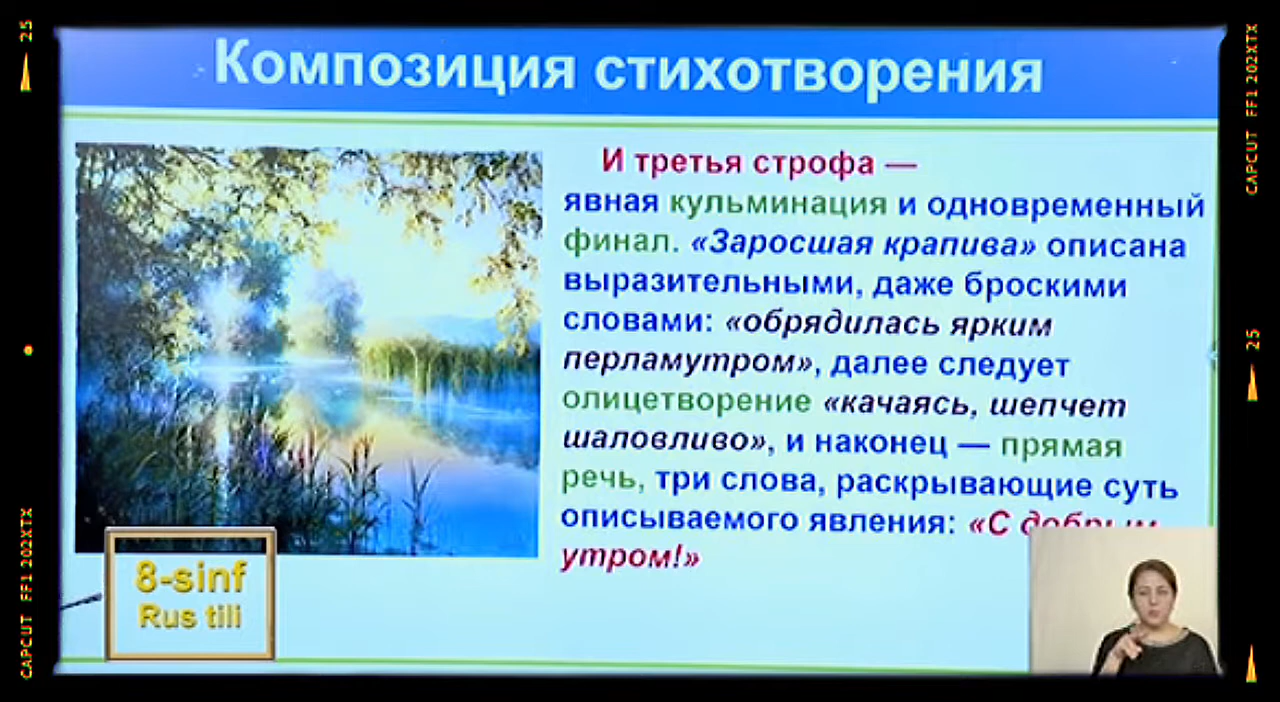 Композиция стихотворения
И третья строфа —
явная кульминация и одновременный
финал. «Заросшая крапива» описана
выразительными, даже броскими
словами: «обрядилась ярким
перламутром», далее следует
олицетворение «качаясь, шепчет
шаловливо», и наконец — прямая
речь, три слова, раскрывающие суть
описываемого явления: «С добрым
утром!»
8-sinf
Rus tili
25
CAPCUT FF1 202XTX
CAPCUT FF1 202XTX
25